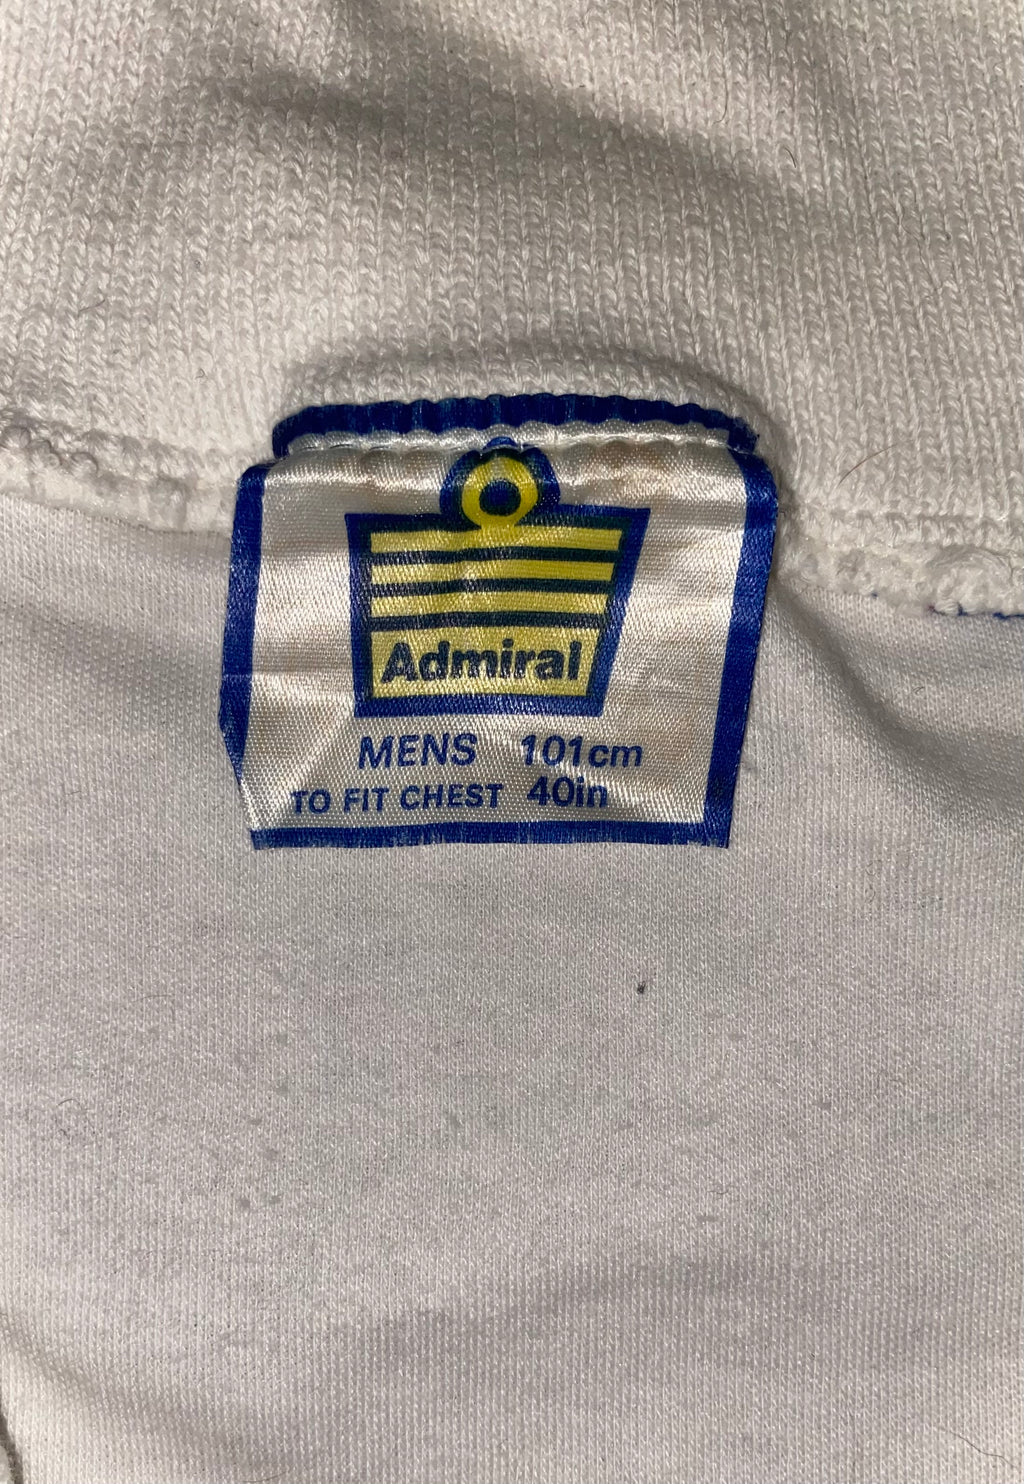 Admiral
MENS 101cm
TO FIT CHEST 40in